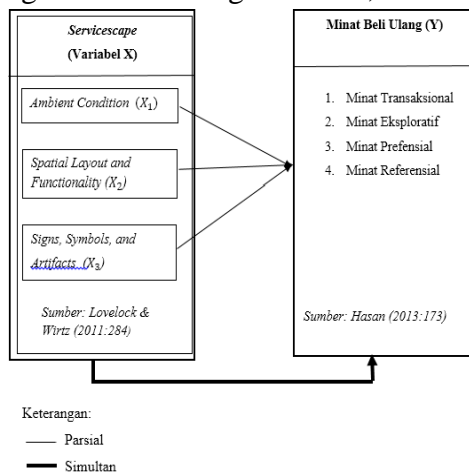 Servicescape
(Variabel X)
Ambient Condition (X₁)
Spatial Layout and
Functionality (X₂)
Signs, Symbols, and
Artifacts (X₃)
Sumber: Lovelock &
Wirtz (2011:284)
Minat Beli Ulang (Y)
1. Minat Transaksional
2. Minat Eksploratif
3. Minat Prefensial
4. Minat Referensial
Sumber: Hasan (2013:173)
Keterangan:
Parsial
Simultan